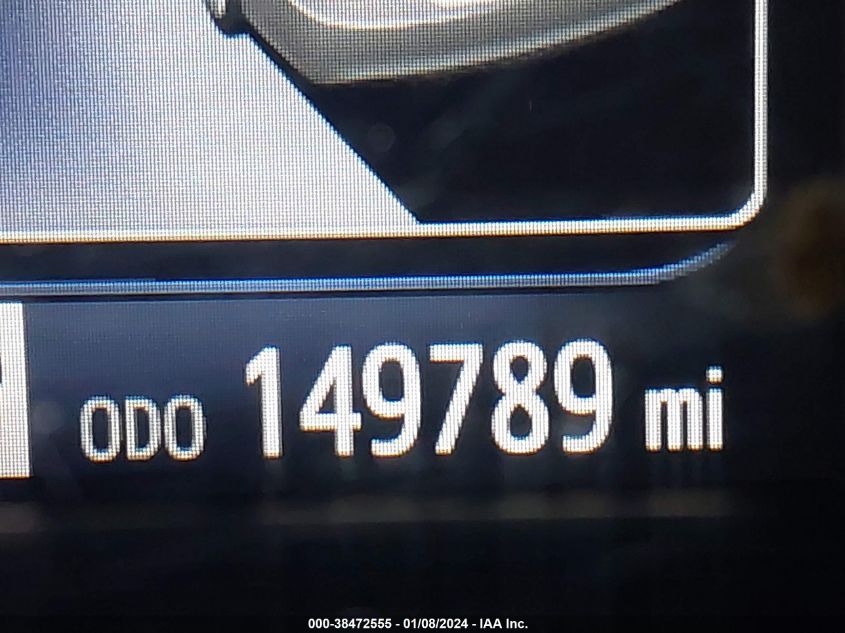 ODO 149789 mi
000-38472555 - 01/08/2024 - IAA Inc.